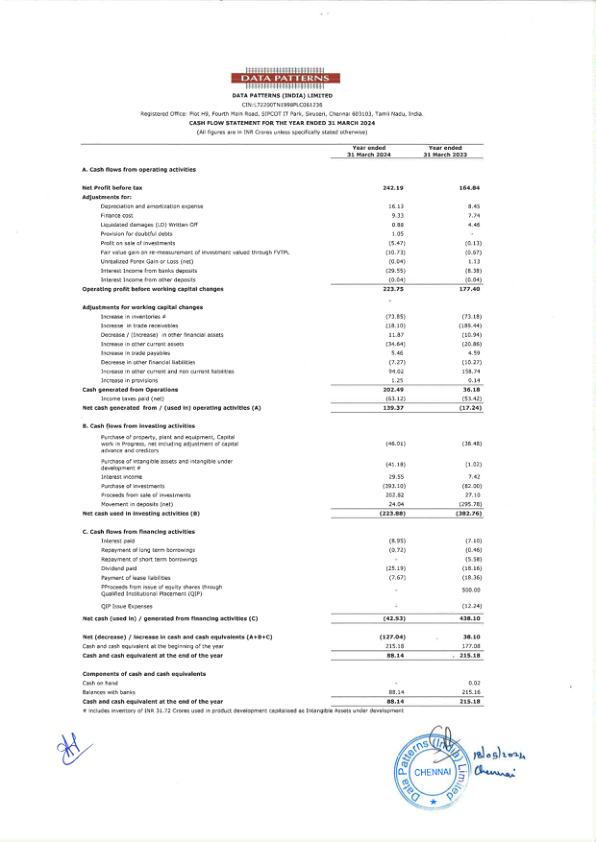 DATA PATTERNS
DATA PATTERNS (INDIA) LIMITED
CIN:L72200TN1998PLC061236
Registered Office: Plot H9, Fourth Main Road, SIPCOT IT Park, Siruseri, Chennai 603103, Tamil Nadu, India.
CASH FLOW STATEMENT FOR THE YEAR ENDED 31 MARCH 2024
(All figures are in INR Crores unless specifically stated otherwise)
Year ended Year ended
31 March 2024 31 March 2023
A. Cash flows from operating activities
Net Profit before tax 242.19 164.84
Adjustments for:
Depreciation and amortization expense 16.13 8.45
Finance cost 9.33 7.74
Liquidated damages (LD) Written Off 0.88 4.46
Provision for doubtful debts 1.05 -
Profit on sale of investments (5.47) (0.13)
Fair value gain on re-measurement of investment valued through FVTPL (10.73) (0.67)
Unrealized Forex Gain or Loss (net) (0.04) 1.13
Interest Income from banks deposits (29.55) (8.38)
Interest Income from other deposits (0.04) (0.04)
Operating profit before working capital changes 223.75 177.40
-
Adjustments for working capital changes
Increase in inventories # (73.85) (73.18)
Increase in trade receivables (18.10) (189.44)
Decrease / (Increase) in other financial assets 11.87 (10.94)
Increase in other current assets (34.64) (20.86)
Increase in trade payables 5.46 4.59
Decrease in other financial liabilities (7.27) (10.27)
Increase in other current and non current liabilities 94.02 158.74
Increase in provisions 1.25 0.14
Cash generated from Operations 202.49 36.18
Income taxes paid (net) (63.12) (53.42)
Net cash generated from / (used in) operating activities (A) 139.37 (17.24)
B. Cash flows from investing activities
Purchase of property, plant and equipment, Capital
work in Progress, net including adjustment of capital (46.01) (38.48)
advance and creditors
Purchase of intangible assets and intangible under
development # (41.18) (1.02)
Interest income 29.55 7.42
Purchase of investments (393.10) (82.00)
Proceeds from sale of investments 202.82 27.10
Movement in deposits (net) 24.04 (295.78)
Net cash used in investing activities (B) (223.88) (382.76)
C. Cash flows from financing activities
Interest paid (8.95) (7.10)
Repayment of long term borrowings (0.72) (0.46)
Repayment of short term borrowings - (5.58)
Dividend paid (25.19) (18.16)
Payment of lease liabilities (7.67) (18.36)
PProceeds from issue of equity shares through
Qualified Institutional Placement (QIP) - 500.00
QIP Issue Expenses - (12.24)
Net cash (used in) / generated from financing activities (C) (42.53) 438.10
Net (decrease) / increase in cash and cash equivalents (A+B+C) (127.04) 38.10
Cash and cash equivalent at the beginning of the year 215.18 177.08
Cash and cash equivalent at the end of the year 88.14 215.18
Components of cash and cash equivalents
Cash on hand - 0.02
Balances with banks 88.14 215.16
Cash and cash equivalent at the end of the year 88.14 215.18
# Includes inventory of INR 31.72 Crores used in product development capitalised as Intangible Assets under development
Data Patterns (India) Limited
CHENNAI
18/05/2024
Chennai